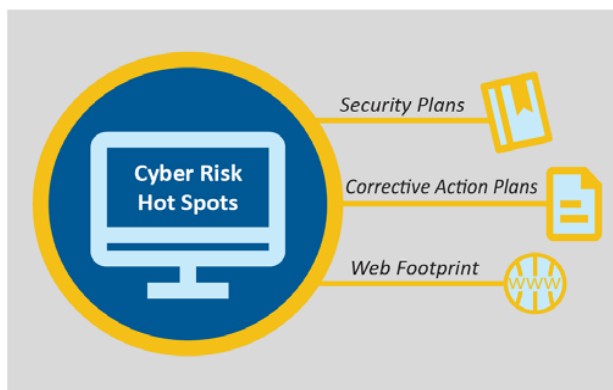 Cyber Risk
Hot Spots
Security Plans
Corrective Action Plans
Web Footprint
WWW